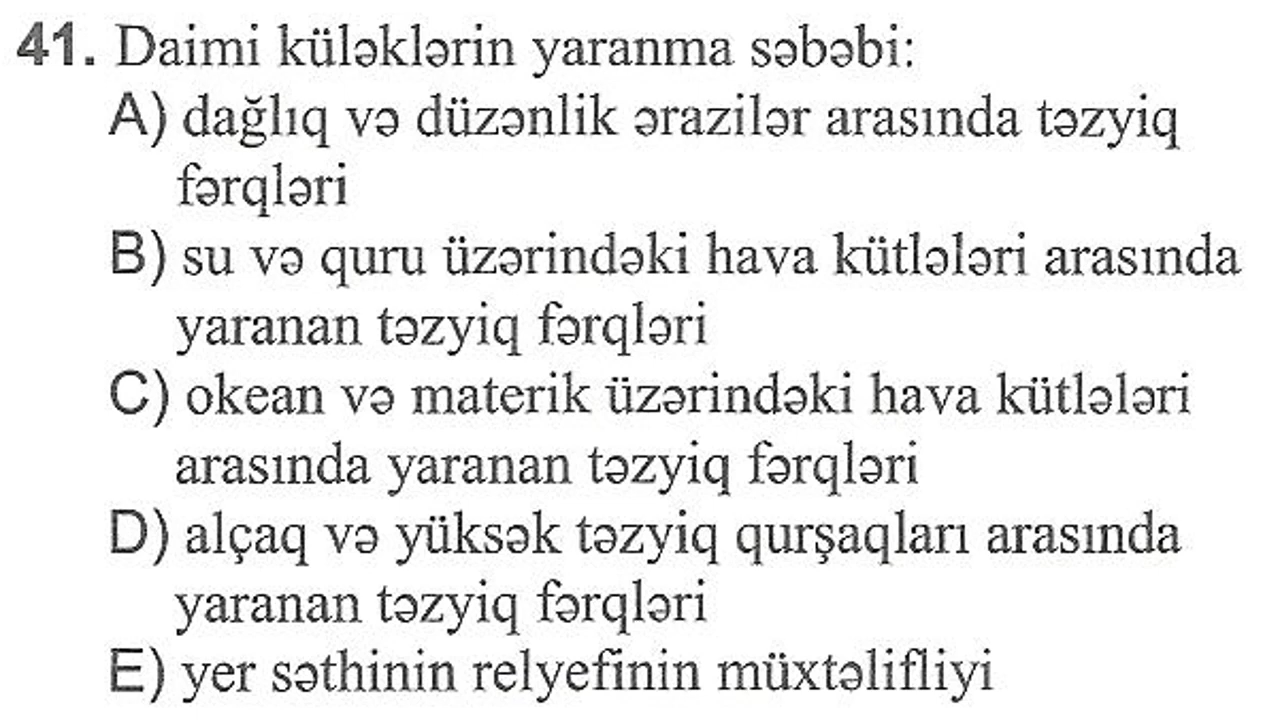 41. Daimi küləklərin yaranma səbəbi:
A) dağlıq və düzənlik ərazilər arasında təzyiq
fərqləri
B) su və quru üzərindəki hava kütlələri arasında
yaranan təzyiq fərqləri
C) okean və materik üzərindəki hava kütlələri
arasında yaranan təzyiq fərqləri
D) alçaq və yüksək təzyiq qurşaqları arasında
yaranan təzyiq fərqləri
E) yer səthinin relyefinin müxtəlifliyi